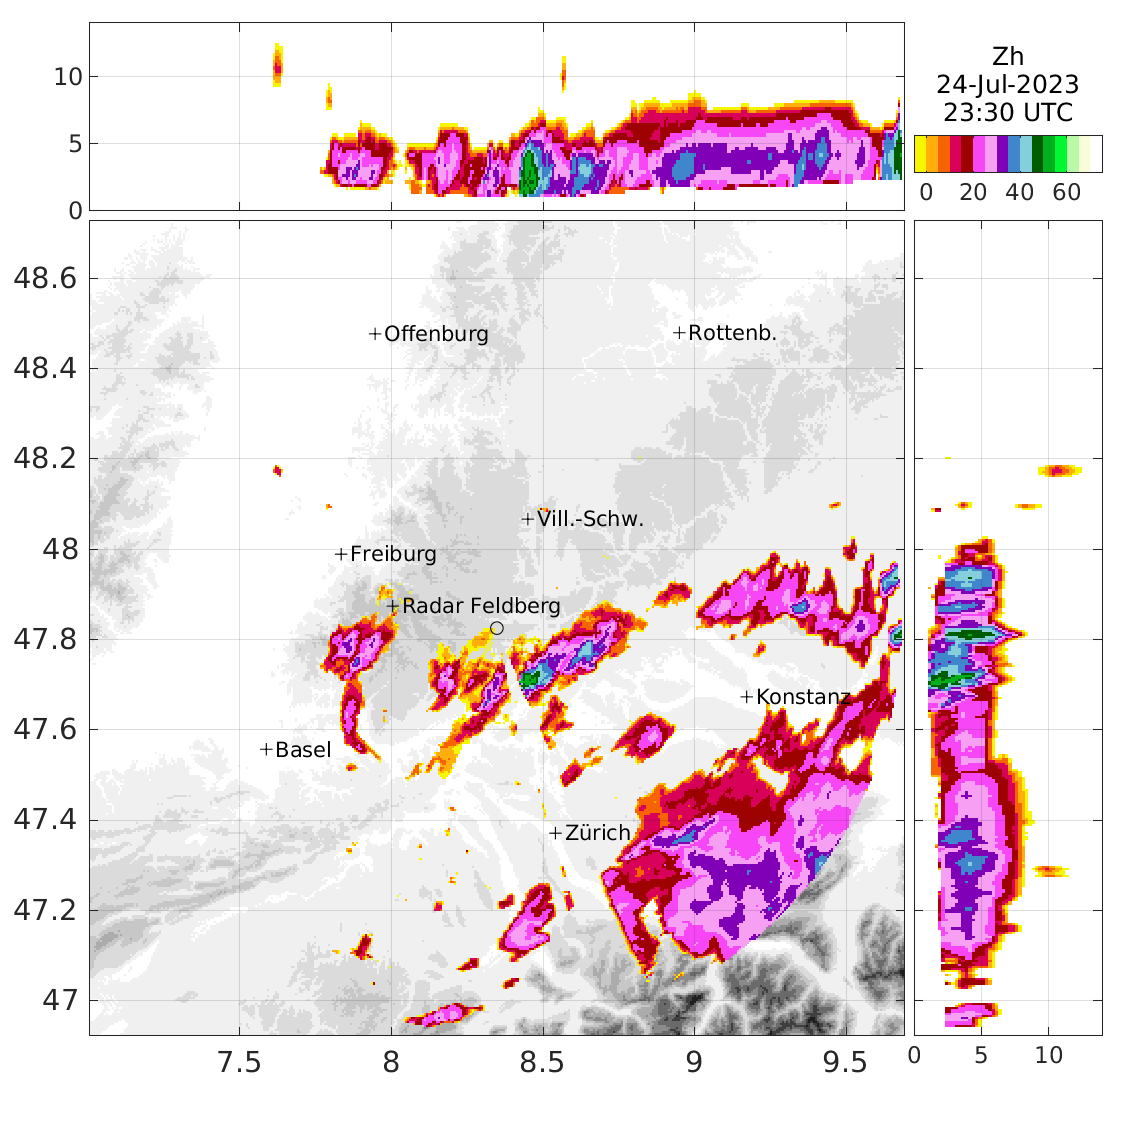 10
5
0
Zh
24-Jul-2023
23:30 UTC
0 20 40 60
48.6
48.4
48.2
48
47.8
47.6
47.4
47.2
47
+Offenburg
+Rottenb.
+Vill.-Schw.
+Freiburg
+Radar Feldberg
+Konstanz
+Basel
+Zürich
7.5 8 8.5 9 9.5
0 5 10